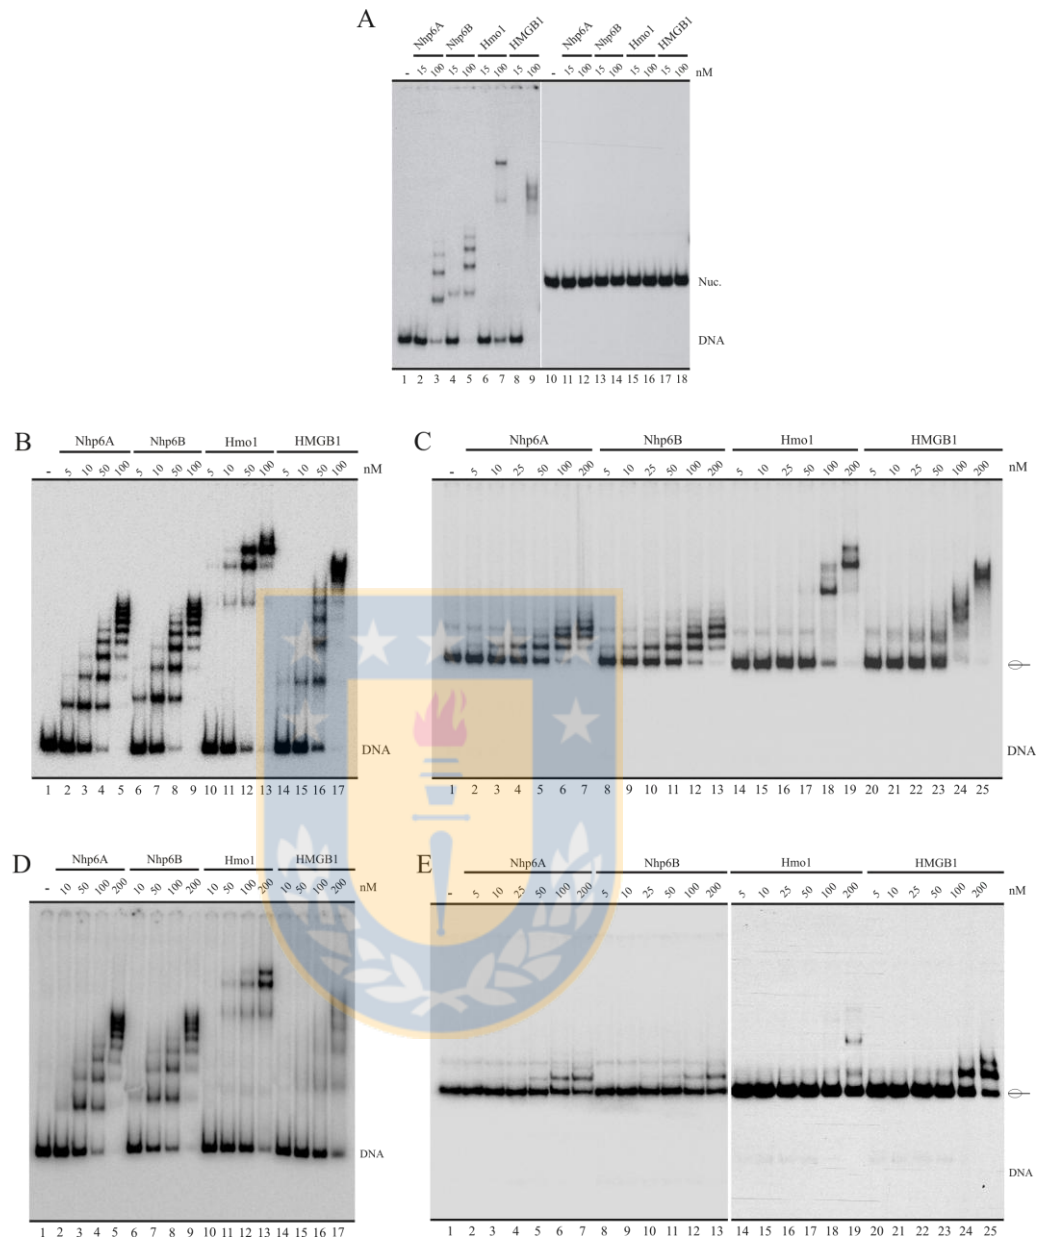 A
Nhp6A Nhp6B Hmo1 HMGB1 Nhp6A Nhp6B Hmo1 HMGB1
- 15 100 15 100 15 100 15 100 - 15 100 15 100 15 100 15 100 nM
Nuc.
DNA
1 2 3 4 5 6 7 8 9 10 11 12 13 14 15 16 17 18
B
Nhp6A Nhp6B Hmo1 HMGB1
- 5 10 50 100 5 10 50 100 5 10 50 100 5 10 50 100 nM
DNA
1 2 3 4 5 6 7 8 9 10 11 12 13 14 15 16 17
C
Nhp6A Nhp6B Hmo1 HMGB1
- 5 10 25 50 100 200 5 10 25 50 100 200 5 10 25 50 100 200 5 10 25 50 100 200 nM
DNA
1 2 3 4 5 6 7 8 9 10 11 12 13 14 15 16 17 18 19 20 21 22 23 24 25
D
Nhp6A Nhp6B Hmo1 HMGB1
- 10 50 100 200 10 50 100 200 10 50 100 200 10 50 100 200 nM
DNA
1 2 3 4 5 6 7 8 9 10 11 12 13 14 15 16 17
E
Nhp6A Nhp6B Hmo1 HMGB1
- 5 10 25 50 100 200 5 10 25 50 100 200 5 10 25 50 100 200 5 10 25 50 100 200 nM
DNA
1 2 3 4 5 6 7 8 9 10 11 12 13 14 15 16 17 18 19 20 21 22 23 24 25